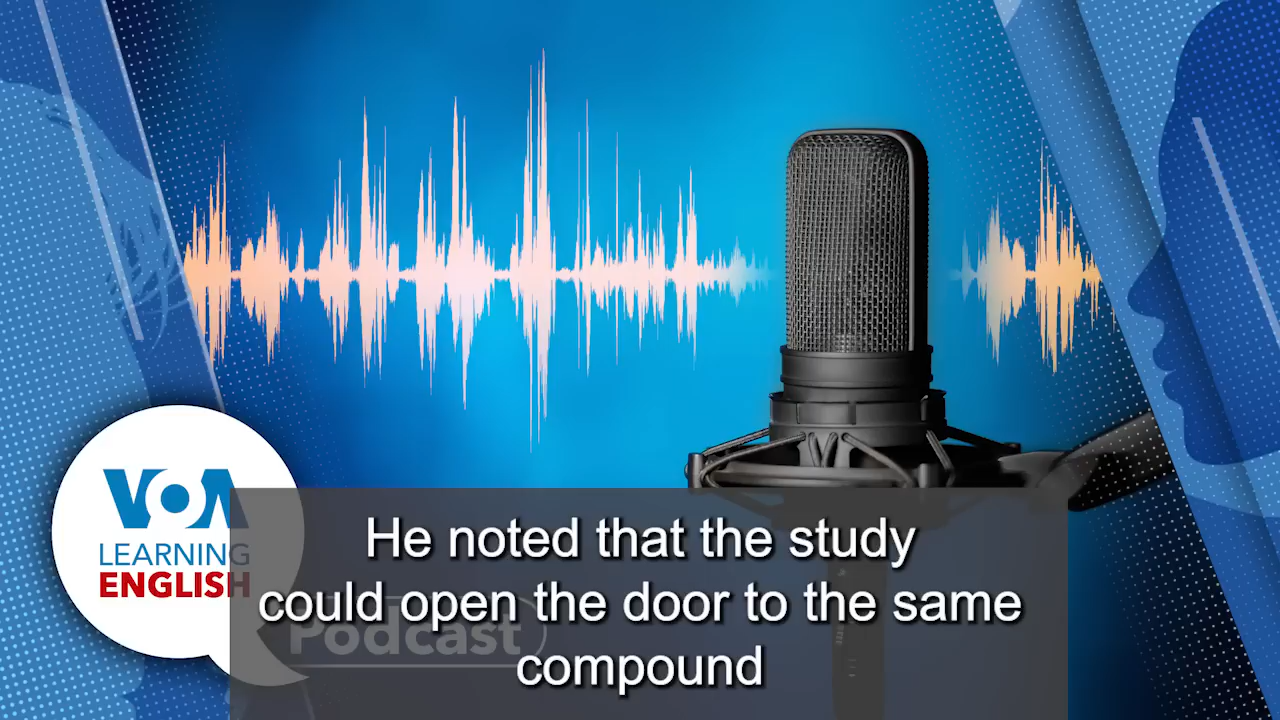 VOA
LEARNING
ENGLISH
Podcast
He noted that the study
could open the door to the same
compound